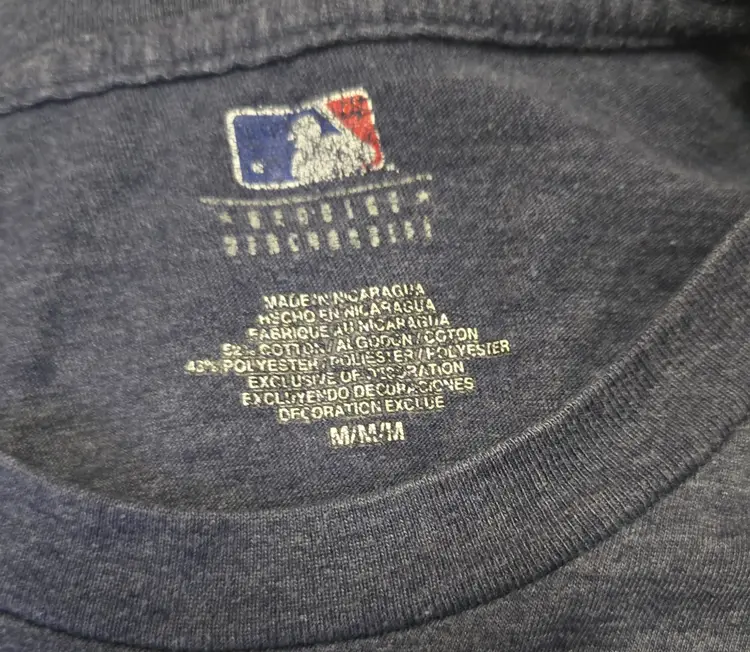 MADE IN NICARAGUA
HECHO EN NICARAGUA
FABRIQUE AU NICARAGUA
52% COTTON / ALGODON / COTON
48% POLYESTER / POLIESTER / POLYESTER
EXCLUSIVE OF DECORATION
EXCLUYENDO DECORACIONES
DECORATION EXCLUE
M/M/M